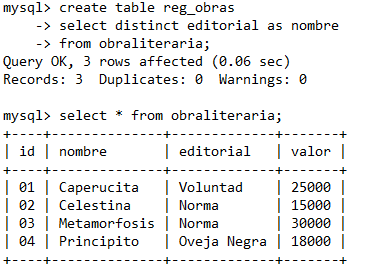 mysql> create table reg_obras
    -> select distinct editorial as nombre
    -> from obraliteraria;
Query OK, 3 rows affected (0.06 sec)
Records: 3  Duplicates: 0  Warnings: 0

mysql> select * from obraliteraria;
+----+--------------+-------------+-------+
| id | nombre       | editorial   | valor |
+----+--------------+-------------+-------+
| 01 | Caperucita   | Voluntad    | 25000 |
| 02 | Celestina    | Norma       | 15000 |
| 03 | Metamorfosis | Norma       | 30000 |
| 04 | Principito   | Oveja Negra | 18000 |
+----+--------------+-------------+-------+